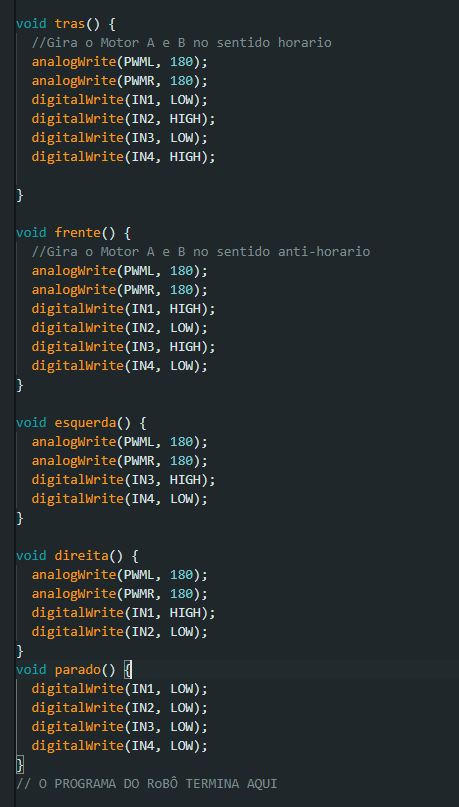 void tras() {
//Gira o Motor A e B no sentido horario
analogWrite(PWML, 180);
analogWrite(PWMR, 180);
digitalWrite(IN1, LOW);
digitalWrite(IN2, HIGH);
digitalWrite(IN3, LOW);
digitalWrite(IN4, HIGH);
}
void frente() {
//Gira o Motor A e B no sentido anti-horario
analogWrite(PWML, 180);
analogWrite(PWMR, 180);
digitalWrite(IN1, HIGH);
digitalWrite(IN2, LOW);
digitalWrite(IN3, HIGH);
digitalWrite(IN4, LOW);
}
void esquerda() {
analogWrite(PWML, 180);
analogWrite(PWMR, 180);
digitalWrite(IN3, HIGH);
digitalWrite(IN4, LOW);
}
void direita() {
analogWrite(PWML, 180);
analogWrite(PWMR, 180);
digitalWrite(IN1, HIGH);
digitalWrite(IN2, LOW);
}
void parado() {
digitalWrite(IN1, LOW);
digitalWrite(IN2, LOW);
digitalWrite(IN3, LOW);
digitalWrite(IN4, LOW);
}
// O PROGRAMA DO RoBÔ TERMINA AQUI